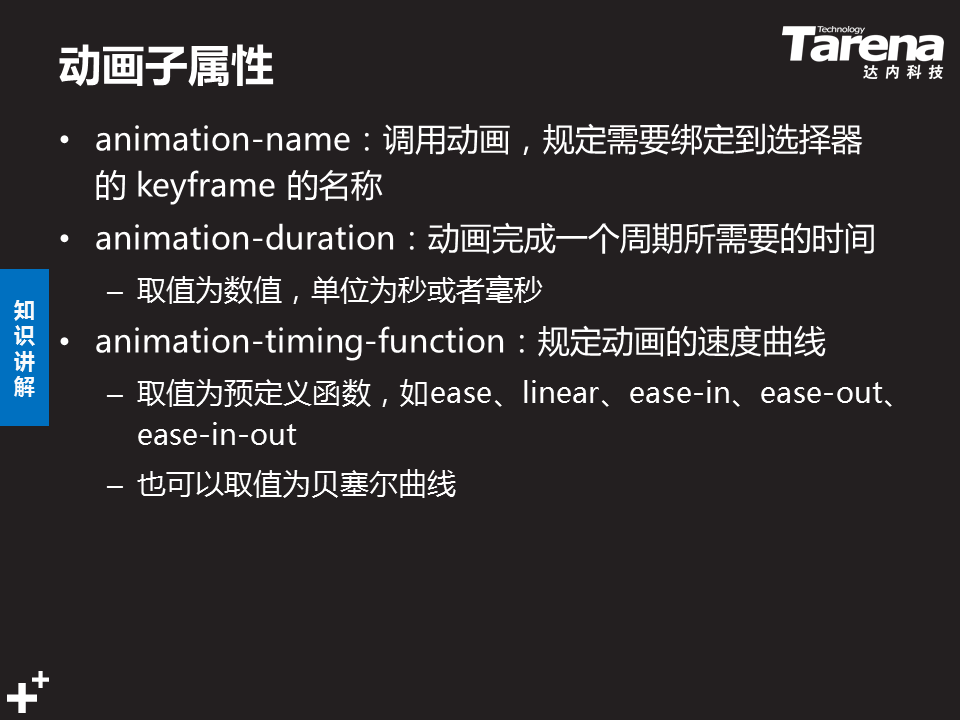 动画子属性
Technology
Tarena
达内科技
• animation-name：调用动画，规定需要绑定到选择器
的 keyframe 的名称
• animation-duration：动画完成一个周期所需要的时间
– 取值为数值，单位为秒或者毫秒
• animation-timing-function：规定动画的速度曲线
– 取值为预定义函数，如ease、linear、ease-in、ease-out、
ease-in-out
– 也可以取值为贝塞尔曲线
知
识
讲
解